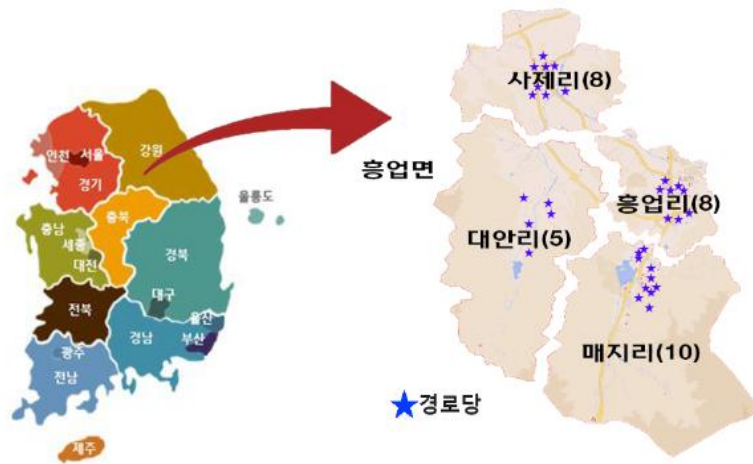 인천
서울
경기
강원
울릉도
충북
충남
세종
대전
경북
전북
대구
울산
경남
부산
광주
전남
제주
흥업면
사제리(8)
흥업리(8)
대안리(5)
매지리(10)
경로당